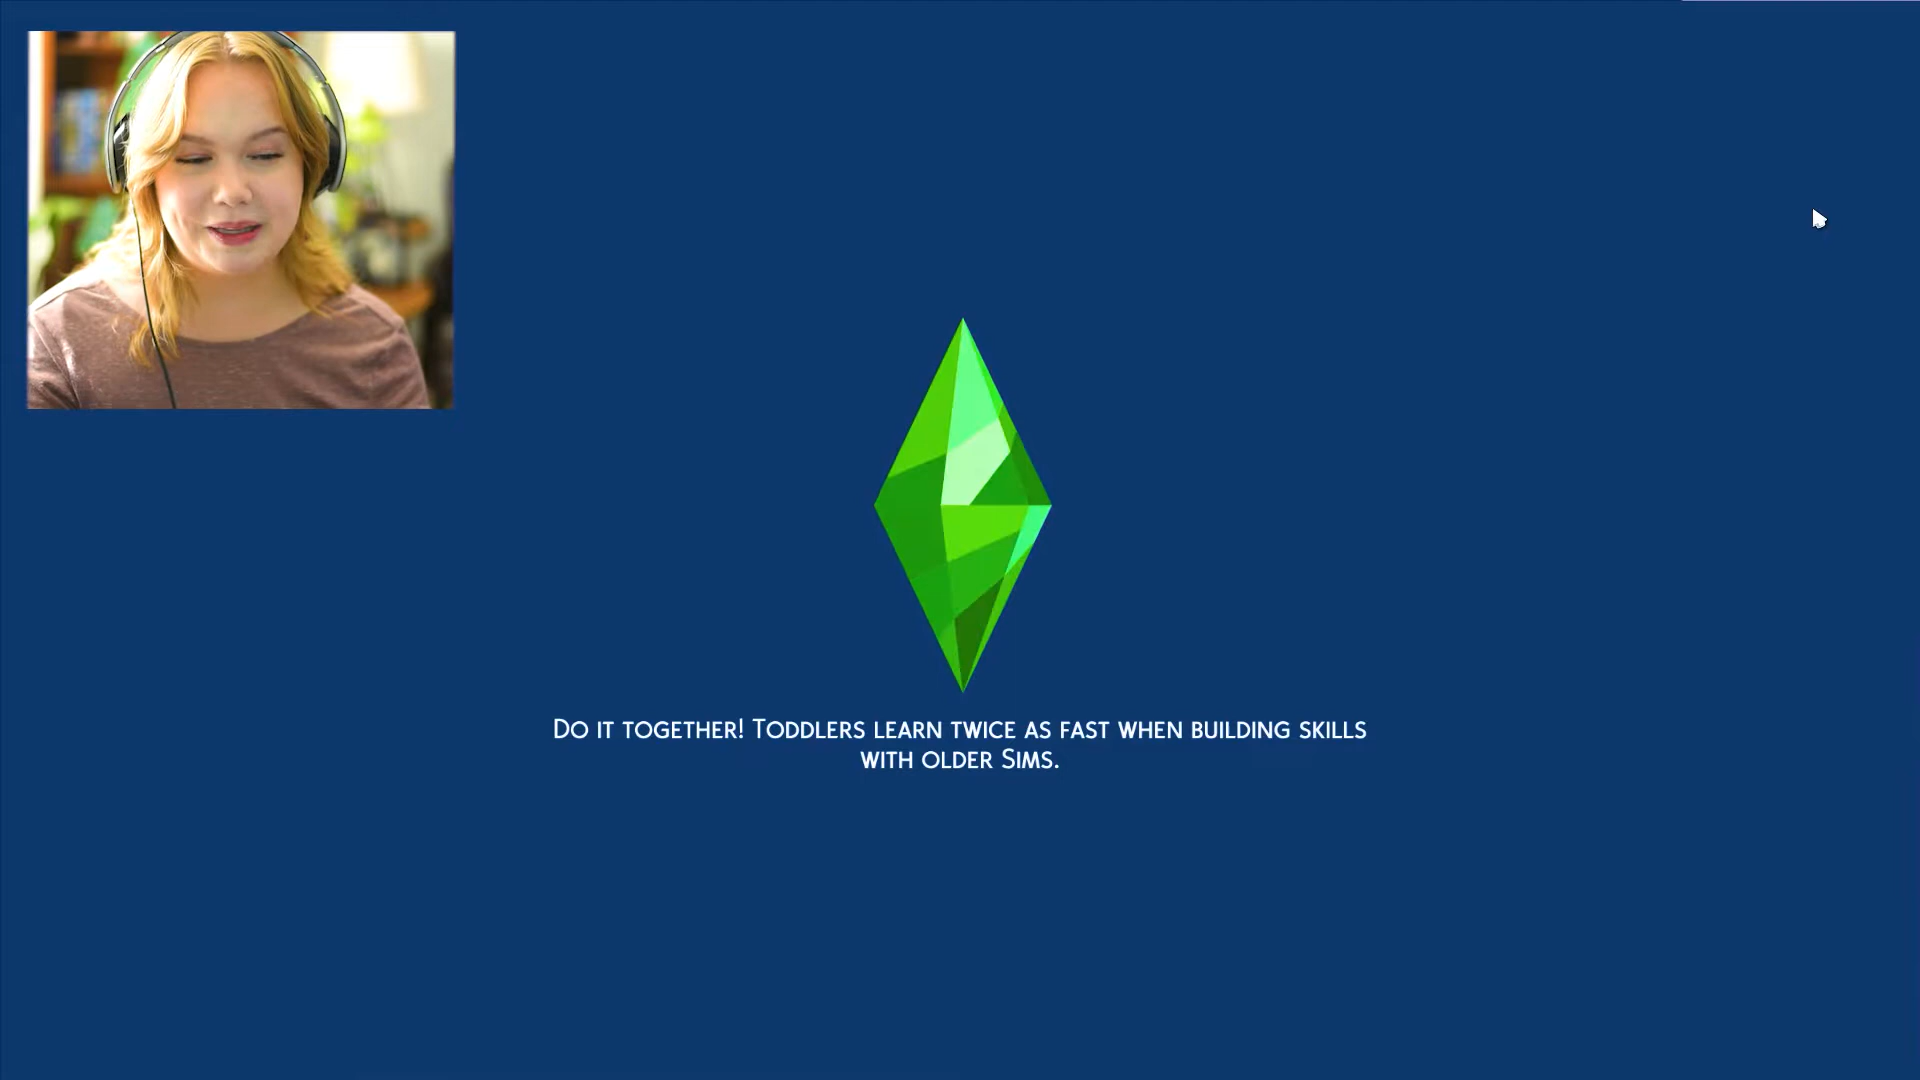 Do it together! Toddlers learn twice as fast when building skills
with older Sims.